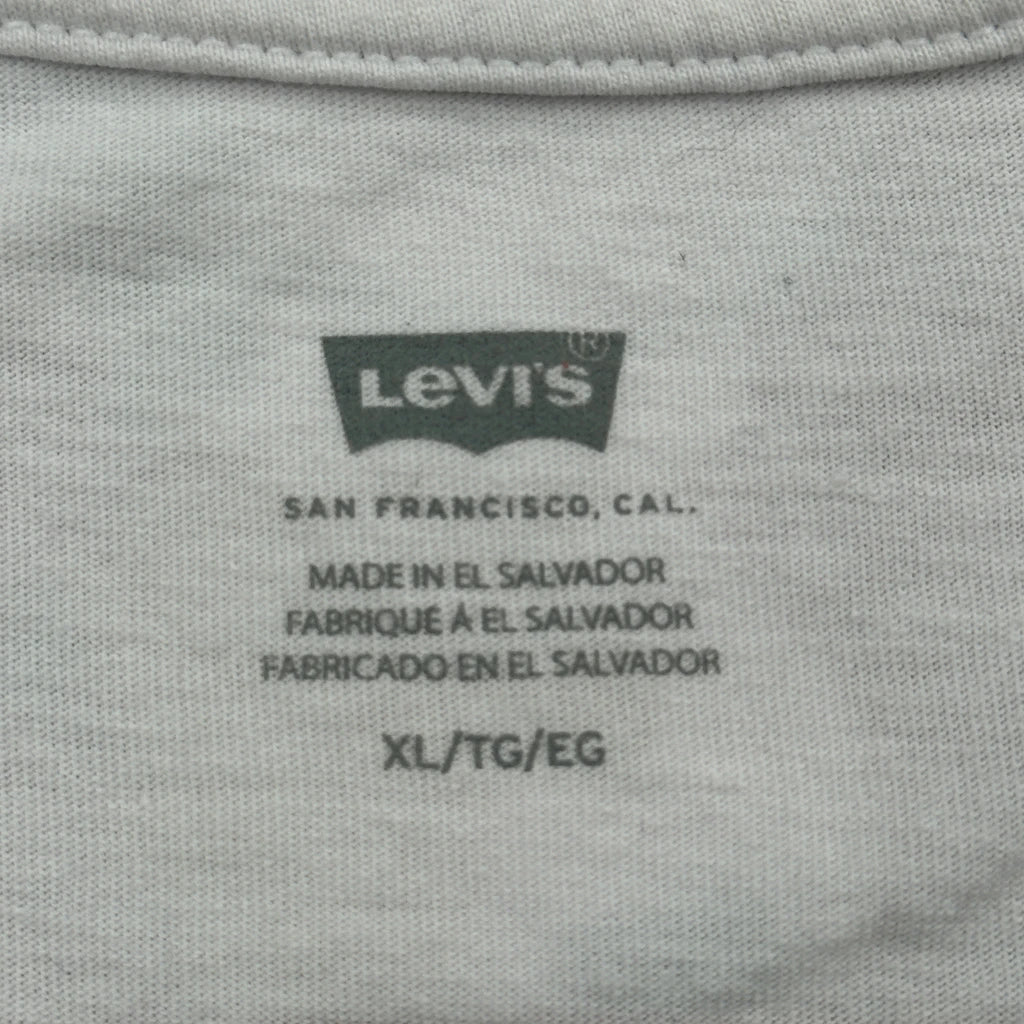 Levi's®
SAN FRANCISCO, CAL.
MADE IN EL SALVADOR
FABRIQUÉ À EL SALVADOR
FABRICADO EN EL SALVADOR
XL/TG/EG